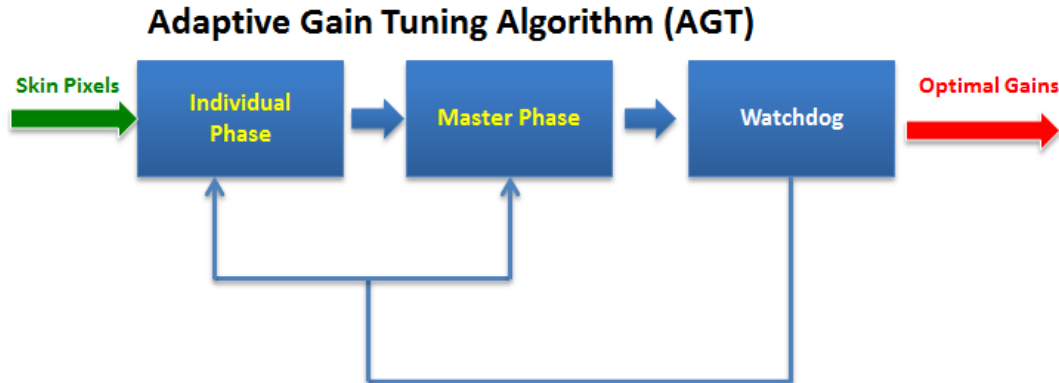 Adaptive Gain Tuning Algorithm (AGT)
Skin Pixels
Individual
Phase
Master Phase
Watchdog
Optimal Gains